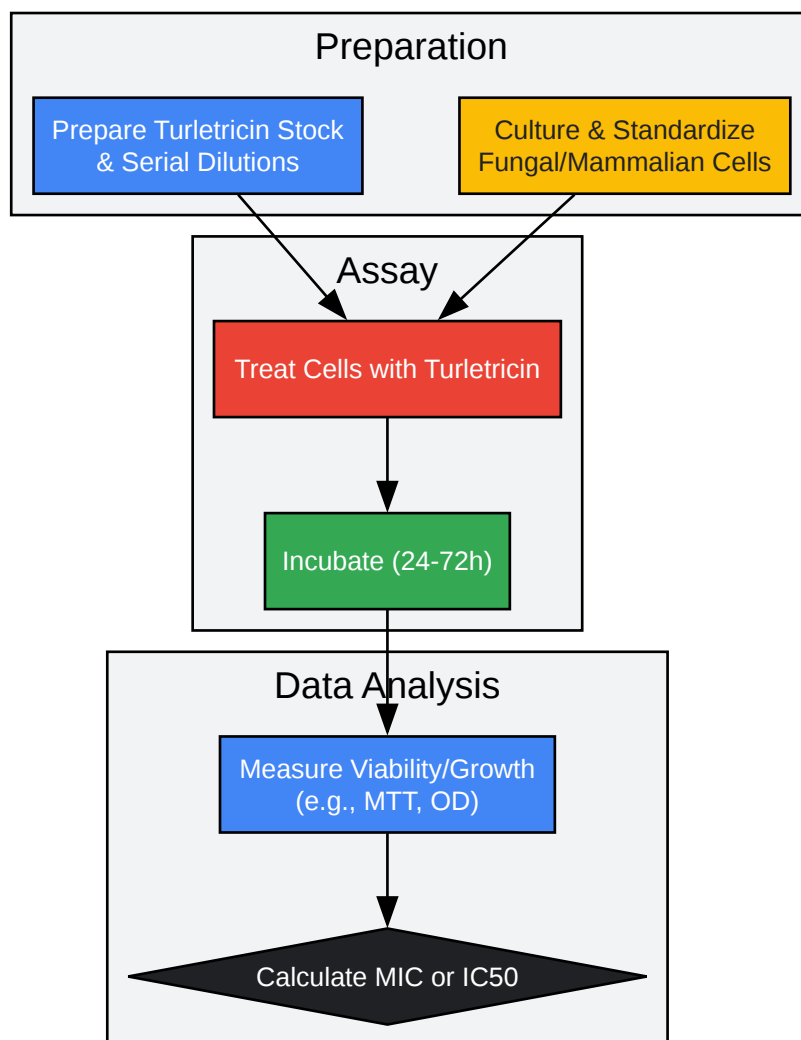 Preparation
Prepare Turletricin Stock
& Serial Dilutions
Culture & Standardize
Fungal/Mammalian Cells
Assay
Treat Cells with Turletricin
Incubate (24-72h)
Data Analysis
Measure Viability/Growth
(e.g., MTT, OD)
Calculate MIC or IC50